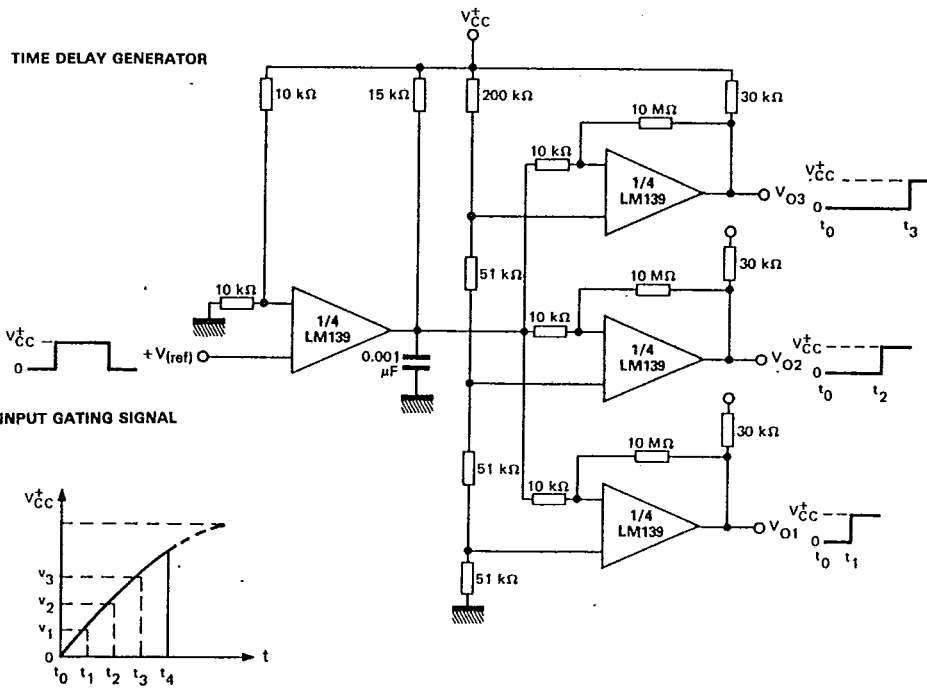 V⁺CC
TIME DELAY GENERATOR
10 kΩ
15 kΩ
200 kΩ
30 kΩ
10 MΩ
10 kΩ
1/4
LM139
VO3
V⁺CC
0
t0 t3
51 kΩ
30 kΩ
10 MΩ
10 kΩ
10 kΩ
1/4
LM139
1/4
LM139
VO2
V⁺CC
0
t0 t2
V⁺CC
0
+V(ref)
0.001
μF
INPUT GATING SIGNAL
51 kΩ
30 kΩ
10 MΩ
10 kΩ
1/4
LM139
VO1
V⁺CC
0
t0 t1
51 kΩ
V⁺CC
v3
v2
v1
0
t
t0 t1 t2 t3 t4